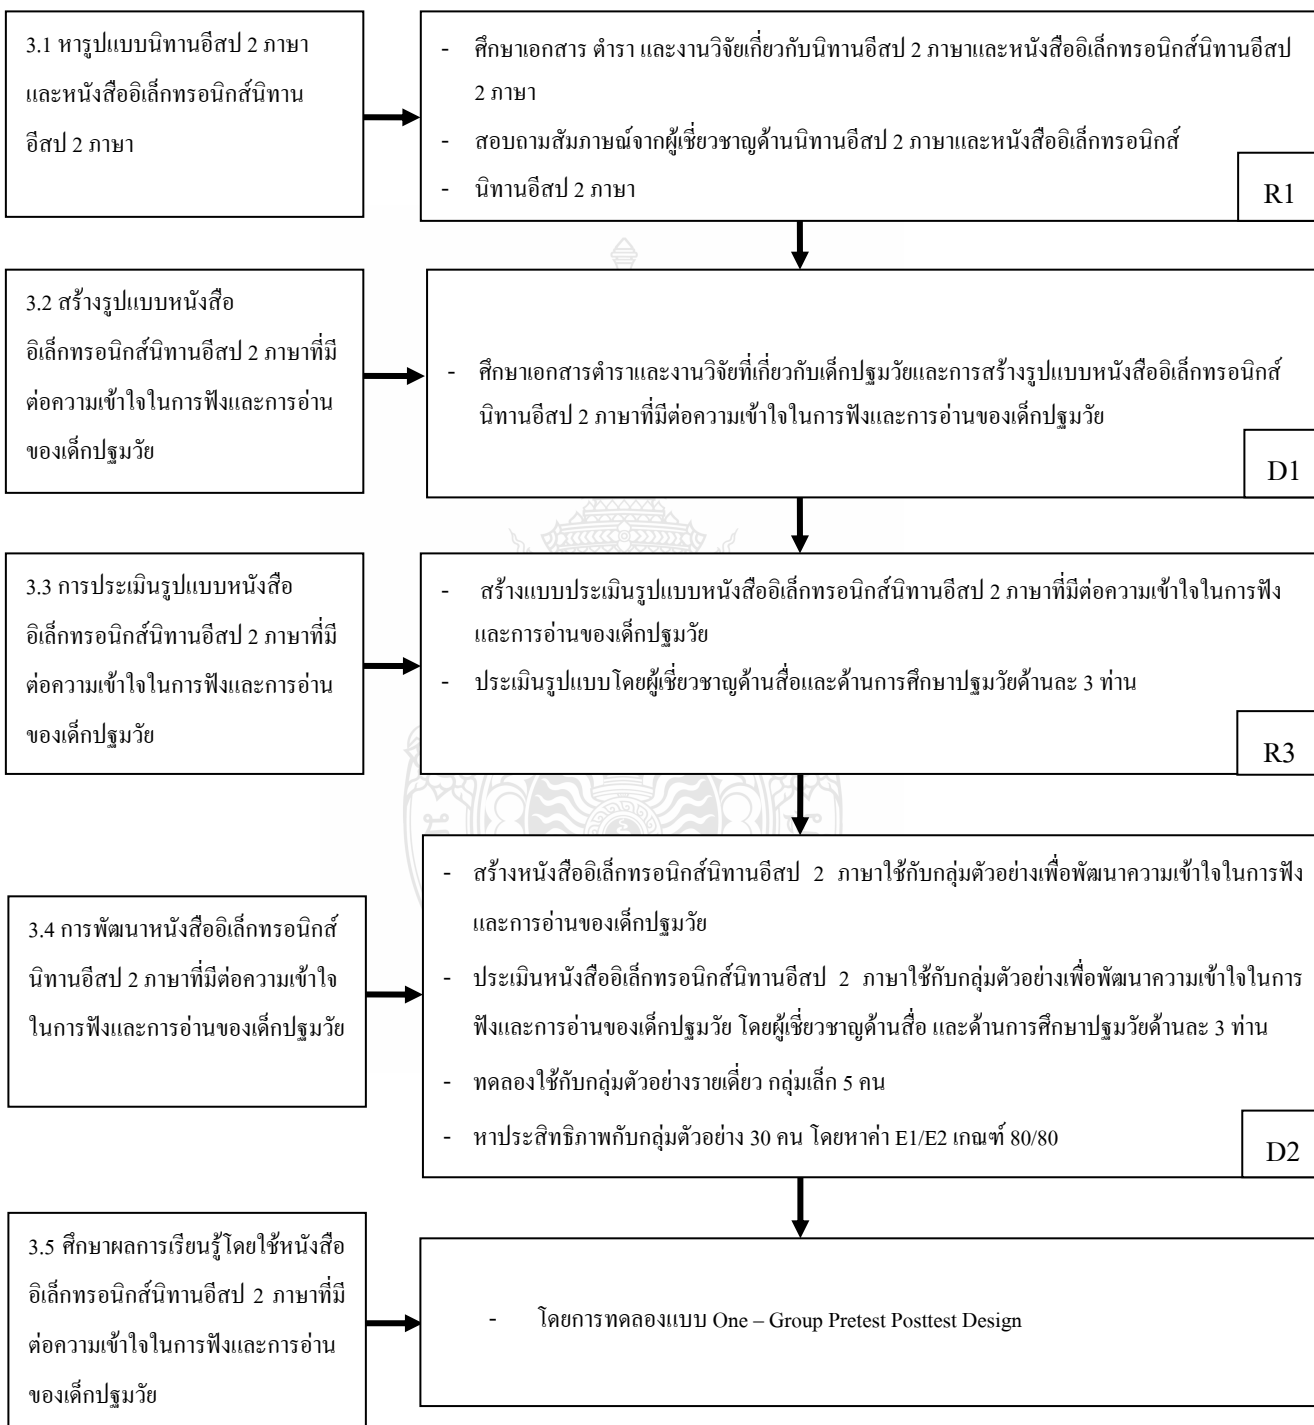 3.1 หารูปแบบนิทานอีสป 2 ภาษา
และหนังสืออิเล็กทรอนิกส์นิทาน
อีสป 2 ภาษา
- ศึกษาเอกสาร ตำรา และงานวิจัยเกี่ยวกับนิทานอีสป 2 ภาษาและหนังสืออิเล็กทรอนิกส์นิทานอีสป
2 ภาษา
- สอบถามสัมภาษณ์จากผู้เชี่ยวชาญด้านนิทานอีสป 2 ภาษาและหนังสืออิเล็กทรอนิกส์
- นิทานอีสป 2 ภาษา
R1
3.2 สร้างรูปแบบหนังสือ
อิเล็กทรอนิกส์นิทานอีสป 2 ภาษาที่มี
ต่อความเข้าใจในการฟังและการอ่าน
ของเด็กปฐมวัย
- ศึกษาเอกสารตำราและงานวิจัยที่เกี่ยวกับเด็กปฐมวัยและการสร้างรูปแบบหนังสืออิเล็กทรอนิกส์
นิทานอีสป 2 ภาษาที่มีต่อความเข้าใจในการฟังและการอ่านของเด็กปฐมวัย
D1
3.3 การประเมินรูปแบบหนังสือ
อิเล็กทรอนิกส์นิทานอีสป 2 ภาษาที่มี
ต่อความเข้าใจในการฟังและการอ่าน
ของเด็กปฐมวัย
- สร้างแบบประเมินรูปแบบหนังสืออิเล็กทรอนิกส์นิทานอีสป 2 ภาษาที่มีต่อความเข้าใจในการฟัง
และการอ่านของเด็กปฐมวัย
- ประเมินรูปแบบโดยผู้เชี่ยวชาญด้านสื่อและด้านการศึกษาปฐมวัยด้านละ 3 ท่าน
R3
3.4 การพัฒนาหนังสืออิเล็กทรอนิกส์
นิทานอีสป 2 ภาษาที่มีต่อความเข้าใจ
ในการฟังและการอ่านของเด็กปฐมวัย
- สร้างหนังสืออิเล็กทรอนิกส์นิทานอีสป 2 ภาษาใช้กับกลุ่มตัวอย่างเพื่อพัฒนาความเข้าใจในการฟัง
และการอ่านของเด็กปฐมวัย
- ประเมินหนังสืออิเล็กทรอนิกส์นิทานอีสป 2 ภาษาใช้กับกลุ่มตัวอย่างเพื่อพัฒนาความเข้าใจในการ
ฟังและการอ่านของเด็กปฐมวัย โดยผู้เชี่ยวชาญด้านสื่อ และด้านการศึกษาปฐมวัยด้านละ 3 ท่าน
- ทดลองใช้กับกลุ่มตัวอย่างรายเดี่ยว กลุ่มเล็ก 5 คน
- หาประสิทธิภาพกับกลุ่มตัวอย่าง 30 คน โดยหาค่า E1/E2 เกณฑ์ 80/80
D2
3.5 ศึกษาผลการเรียนรู้โดยใช้หนังสือ
อิเล็กทรอนิกส์นิทานอีสป 2 ภาษาที่มี
ต่อความเข้าใจในการฟังและการอ่าน
ของเด็กปฐมวัย
- โดยการทดลองแบบ One – Group Pretest Posttest Design